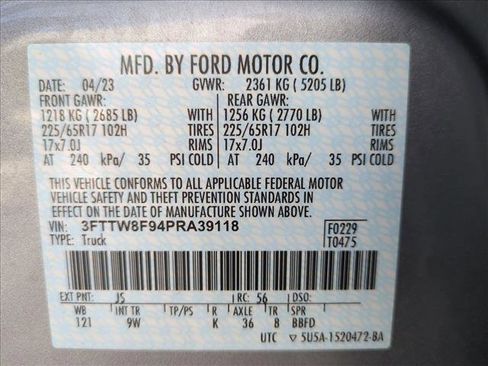 MFD. BY FORD MOTOR CO.
DATE: 04/23 GVWR: 2361 KG ( 5205 LB)
FRONT GAWR: REAR GAWR:
1218 KG ( 2685 LB) WITH 1256 KG ( 2770 LB) WITH
225/65R17 102H TIRES 225/65R17 102H TIRES
17x7.0J RIMS 17x7.0J RIMS
AT 240 kPa/ 35 PSI COLD AT 240 kPa/ 35 PSI COLD
THIS VEHICLE CONFORMS TO ALL APPLICABLE FEDERAL MOTOR
VEHICLE SAFETY AND THEFT PREVENTION STANDARDS IN
EFFECT ON THE DATE OF MANUFACTURE SHOWN ABOVE.
VIN: 3FTTW8F94PRA39118 F0229
TYPE: Truck T0475
EXT PNT: JS RC: 56 DSO:
WB INT TR TP/PS R AXLE TR SPR
121 9W K 36 8 BBFD
UTC 5U5A-1520472-BA